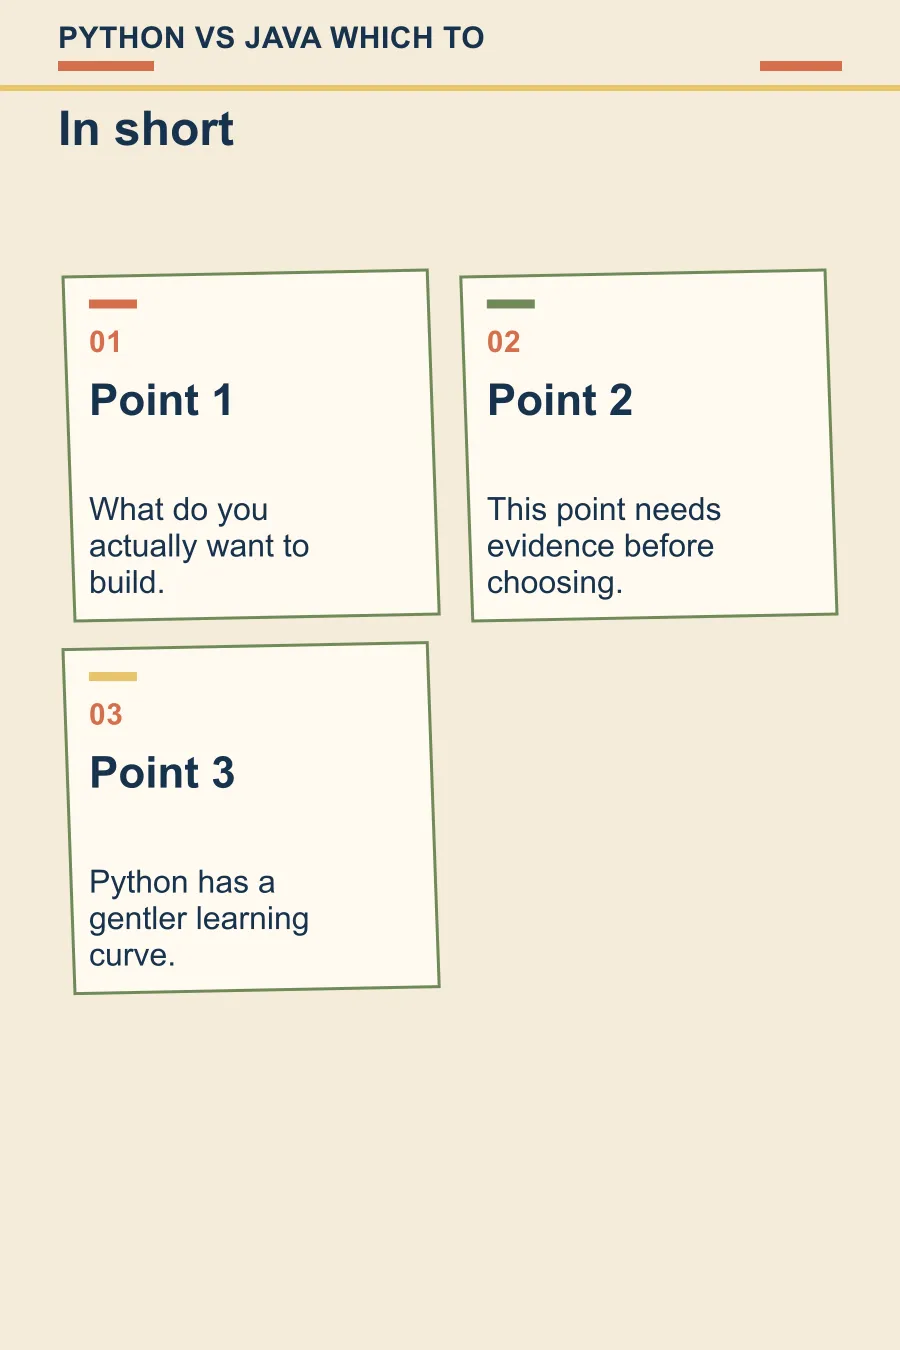 PYTHON VS JAVA WHICH TO
In short
01
Point 1
What do you
actually want to
build.
02
Point 2
This point needs
evidence before
choosing.
03
Point 3
Python has a
gentler learning
curve.